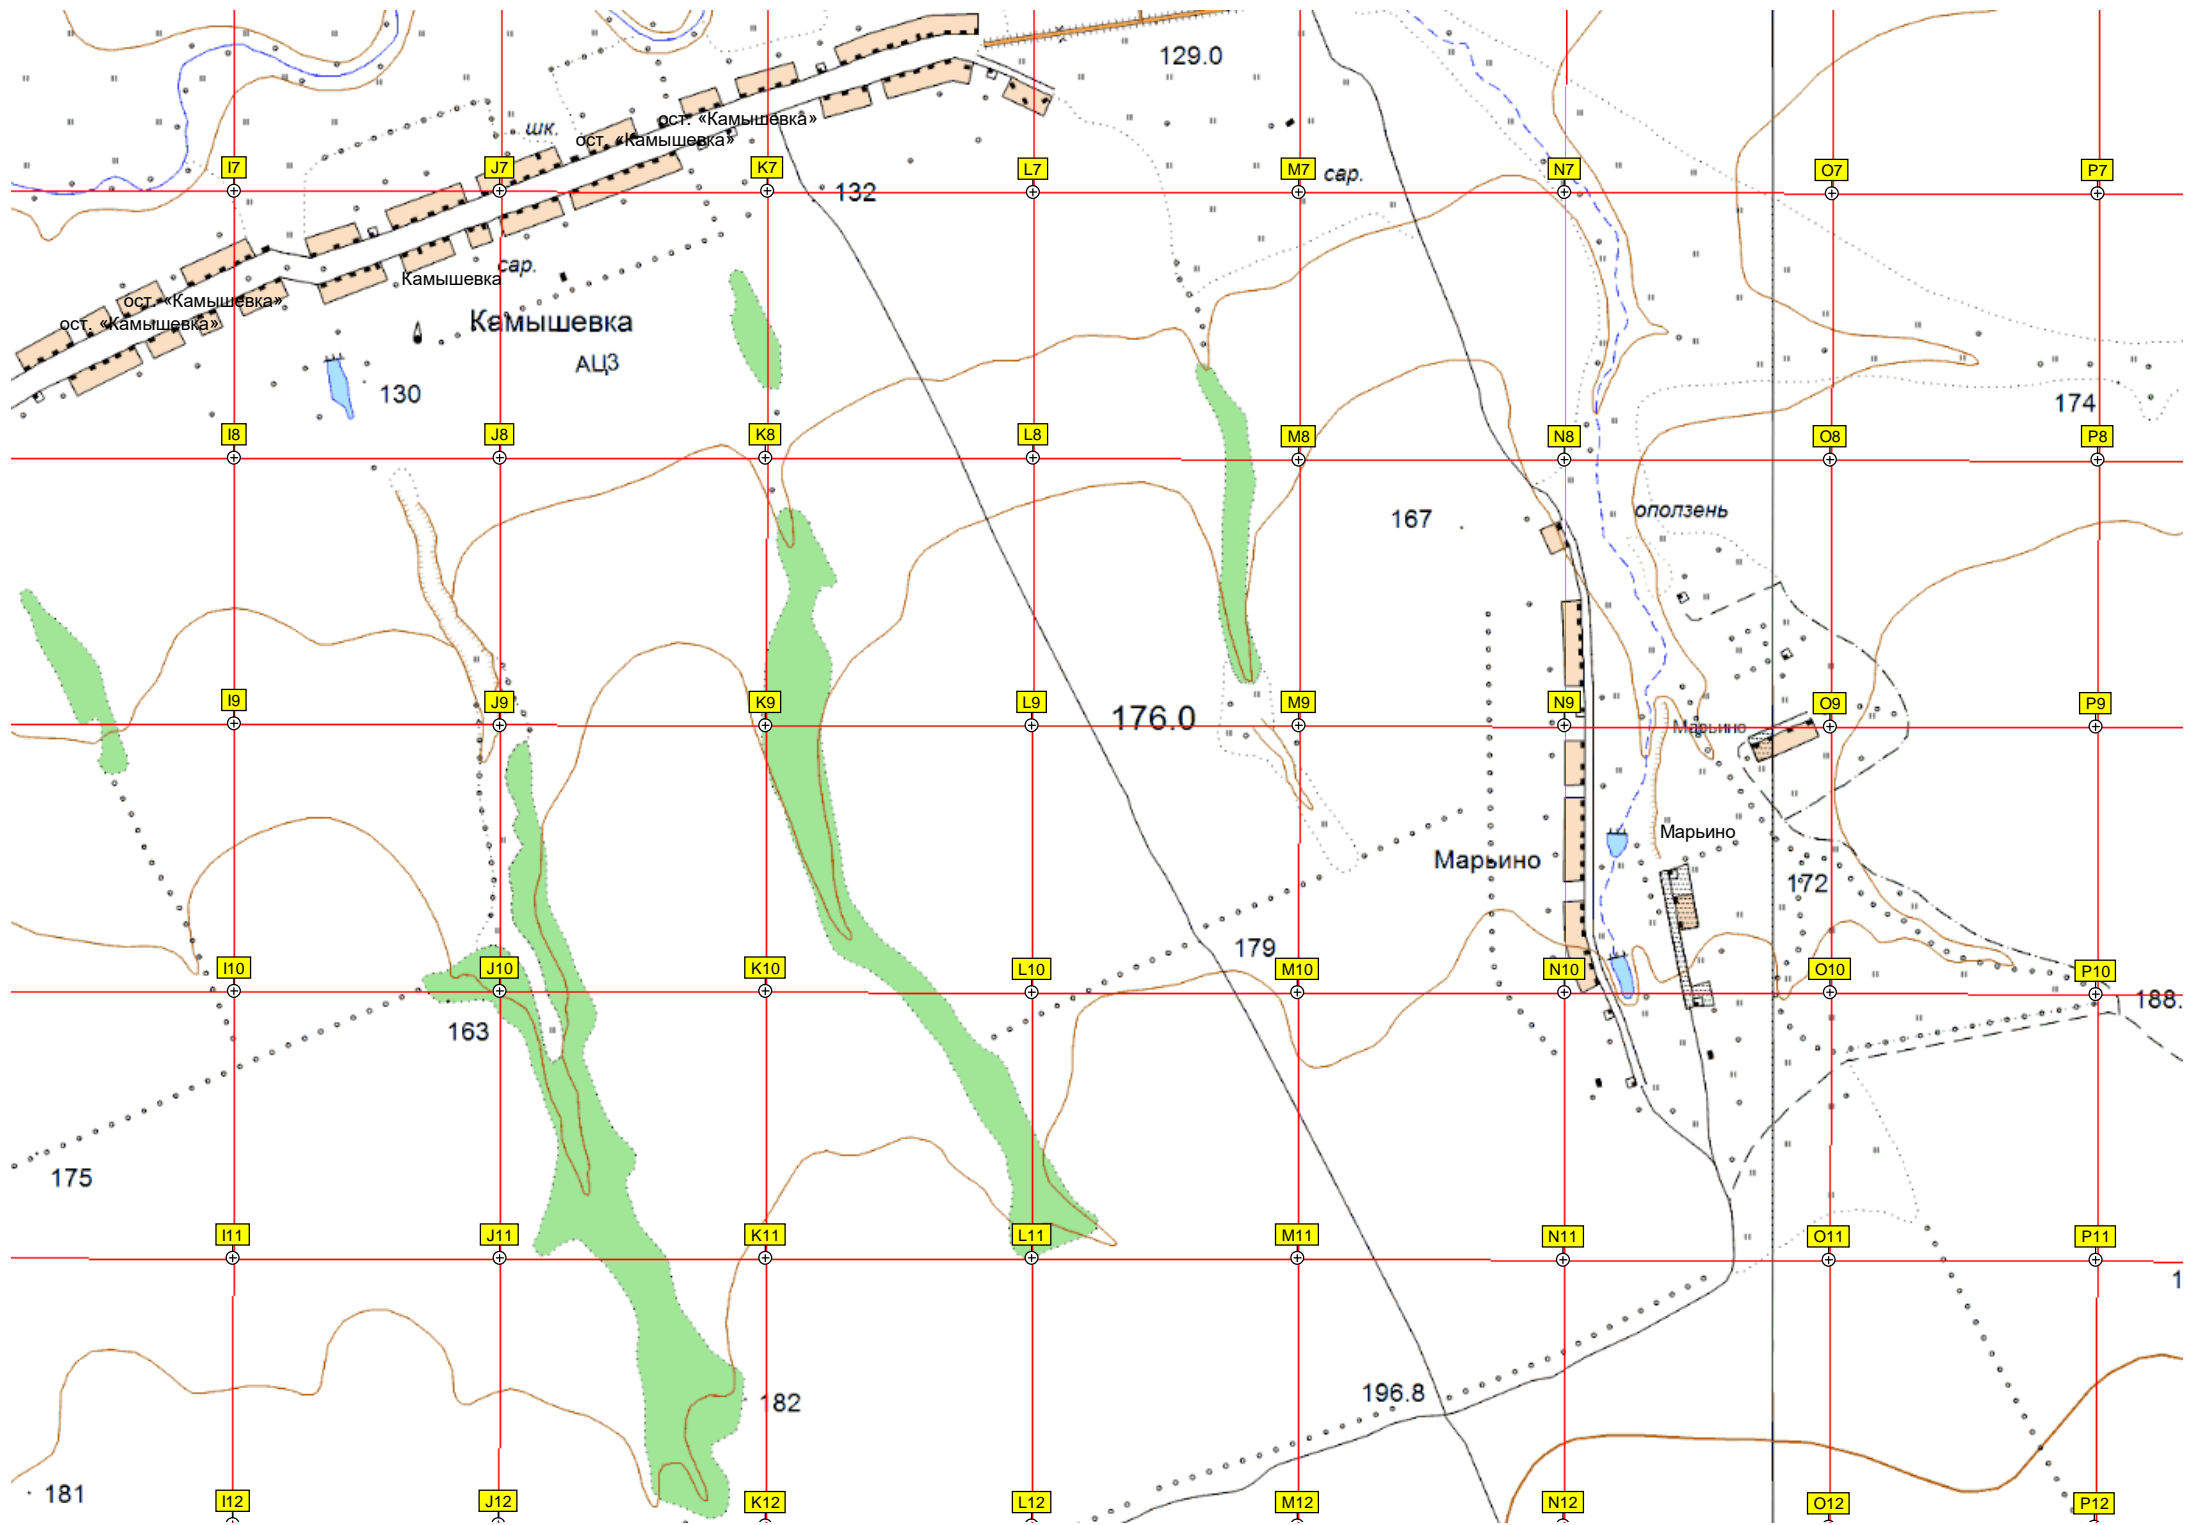 129.0
ост. «Камышевка»
шк.
ост. «Камышевка»
I7
J7
K7
L7
M7
сар.
N7
O7
P7
132
сар.
Камышевка
ост. «Камышевка»
ост. «Камышевка»
Камышевка
АЦЗ
130
174
I8
J8
K8
L8
M8
N8
O8
P8
167
оползень
I9
J9
K9
L9
M9
N9
O9
P9
176.0
Марьино
Марьино
Марьино
172
179
I10
J10
K10
L10
M10
N10
O10
P10
188.
163
175
I11
J11
K11
L11
M11
N11
O11
P11
1
196.8
182
181
I12
J12
K12
L12
M12
N12
O12
P12